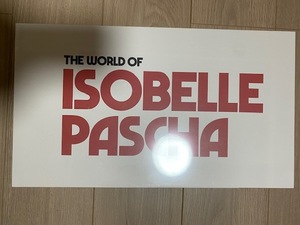 THE WORLD OF
ISOBELLE
PASCHA